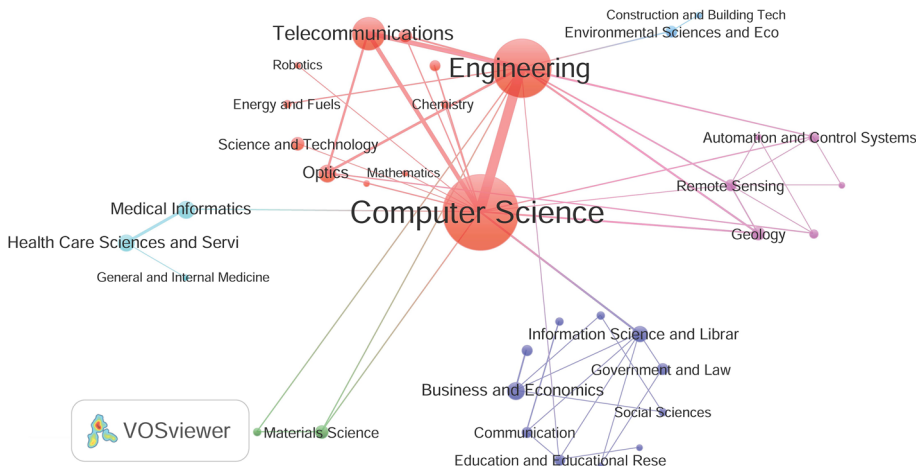 Construction and Building Tech
Environmental Sciences and Eco
Telecommunications
Engineering
Robotics
Energy and Fuels
Chemistry
Science and Technology
Automation and Control Systems
Optics
Mathematics
Remote Sensing
Medical Informatics
Computer Science
Health Care Sciences and Servi
Geology
General and Internal Medicine
Information Science and Librar
Government and Law
Business and Economics
Social Sciences
VOSviewer
Materials Science
Communication
Education and Educational Rese